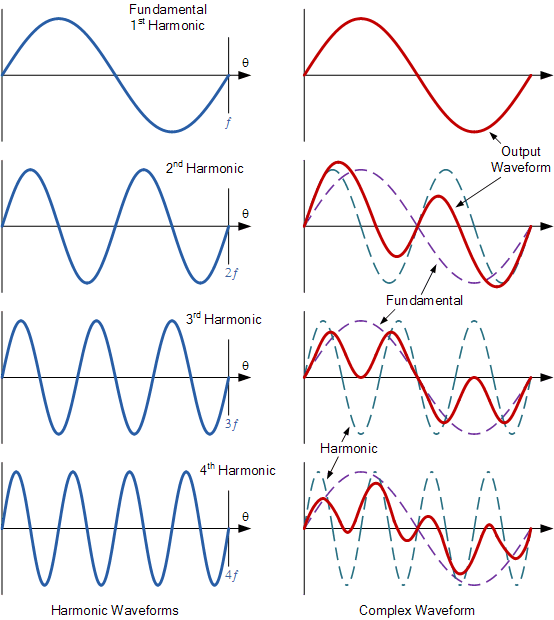 Fundamental
1st Harmonic
θ
f
Output
Waveform
2nd Harmonic
θ
2f
Fundamental
3rd Harmonic
θ
3f
Harmonic
4th Harmonic
θ
4f
Harmonic Waveforms
Complex Waveform